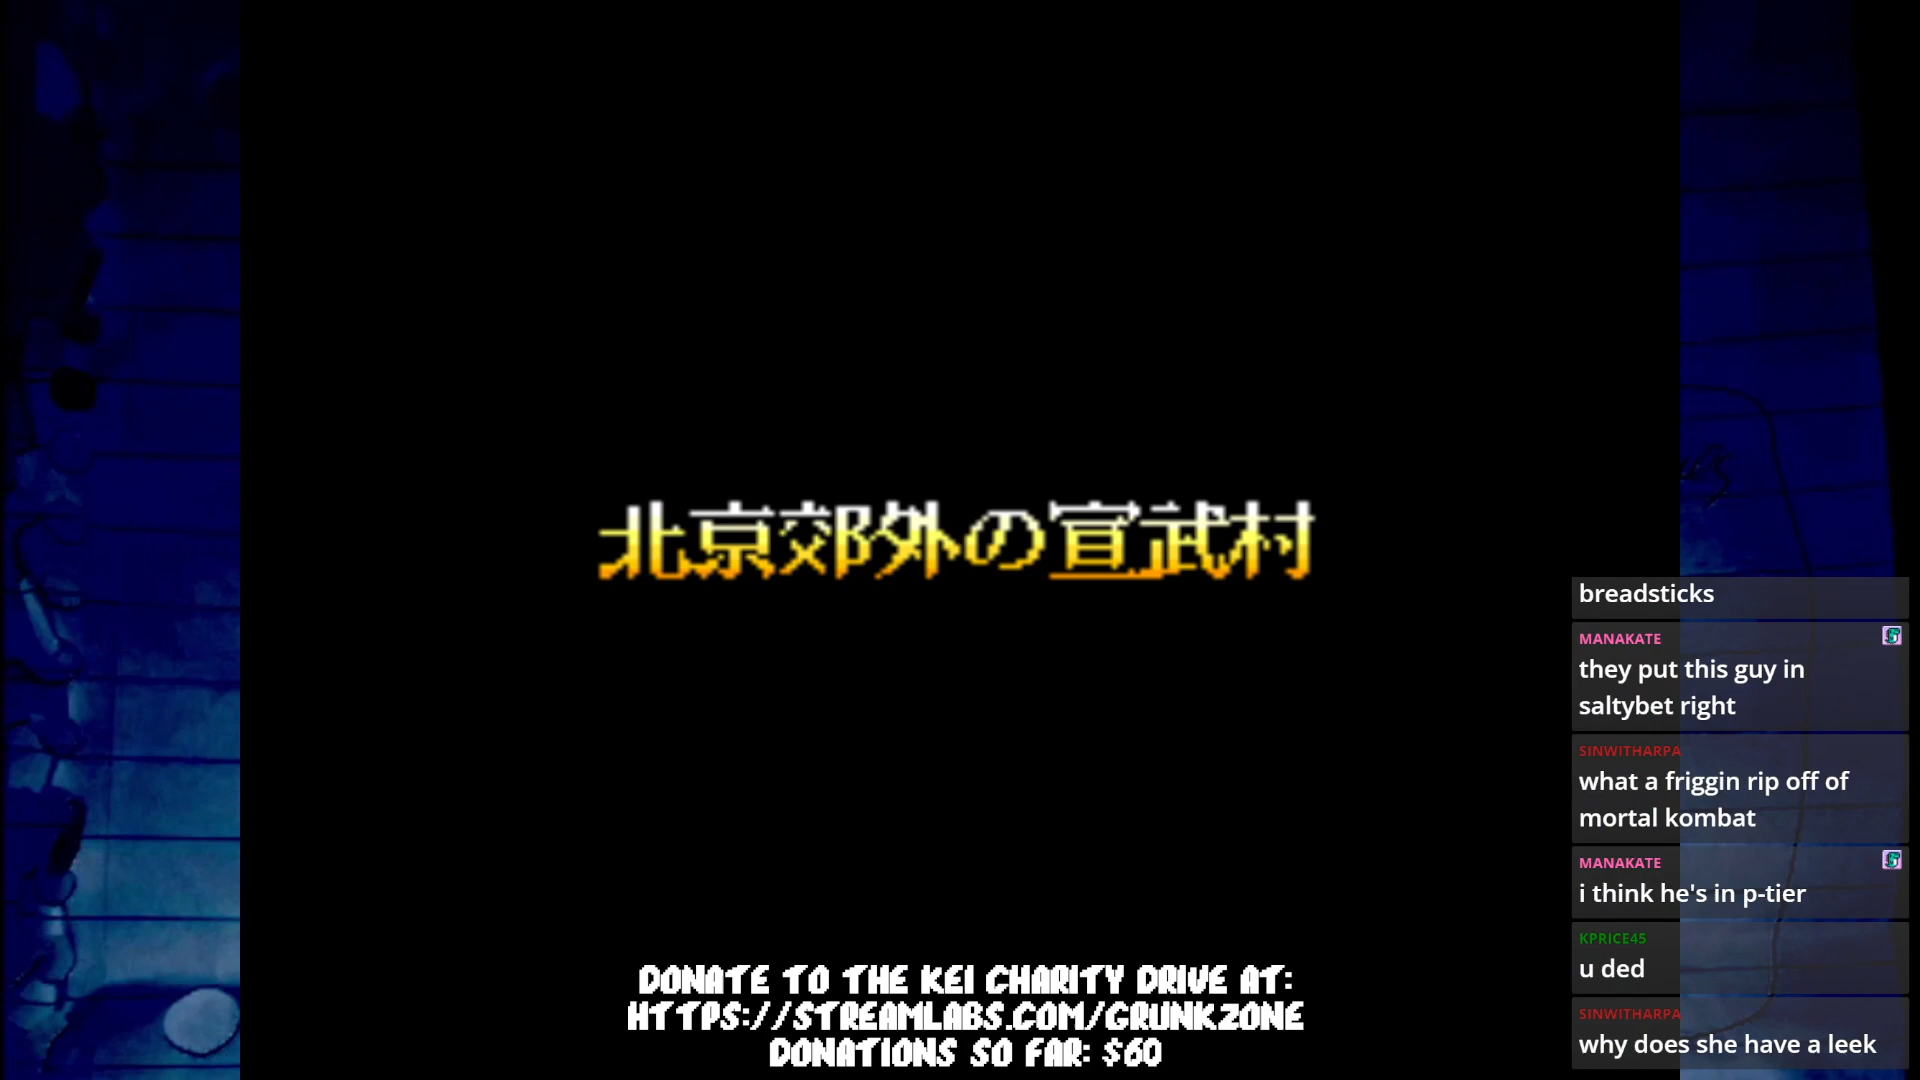 北京郊外の宣武村
breadsticks
MANAKATE
they put this guy in
saltybet right
SINWITHARPA
what a friggin rip off of
mortal kombat
MANAKATE
i think he's in p-tier
KPRICE45
u ded
SINWITHARPA
why does she have a leek
DONATE TO THE KEI CHARITY DRIVE AT:
HTTPS://STREAMLABS.COM/GRUNKZONE
DONATIONS SO FAR: $60